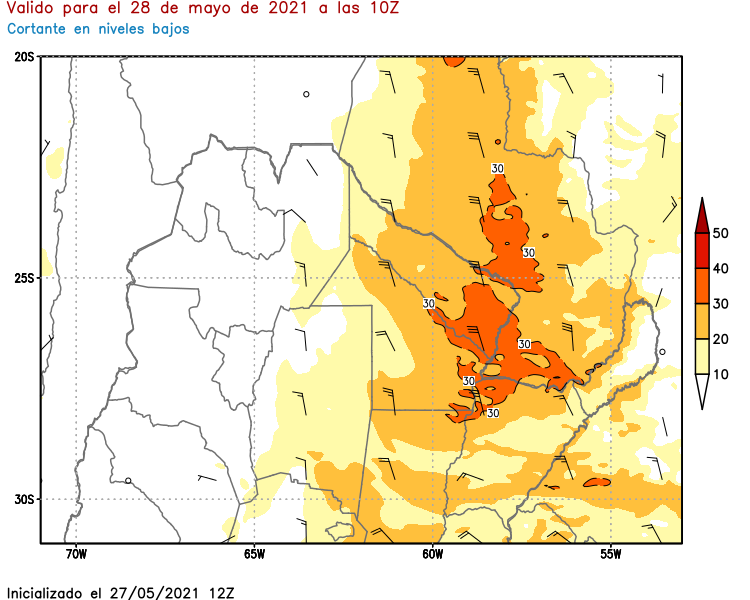 Valido para el 28 de mayo de 2021 a las 10Z
Cortante en niveles bajos
20S
30
30
50
25S
40
30
30
30
30
20
30
10
30
30S
70W 65W 60W 55W
Inicializado el 27/05/2021 12Z